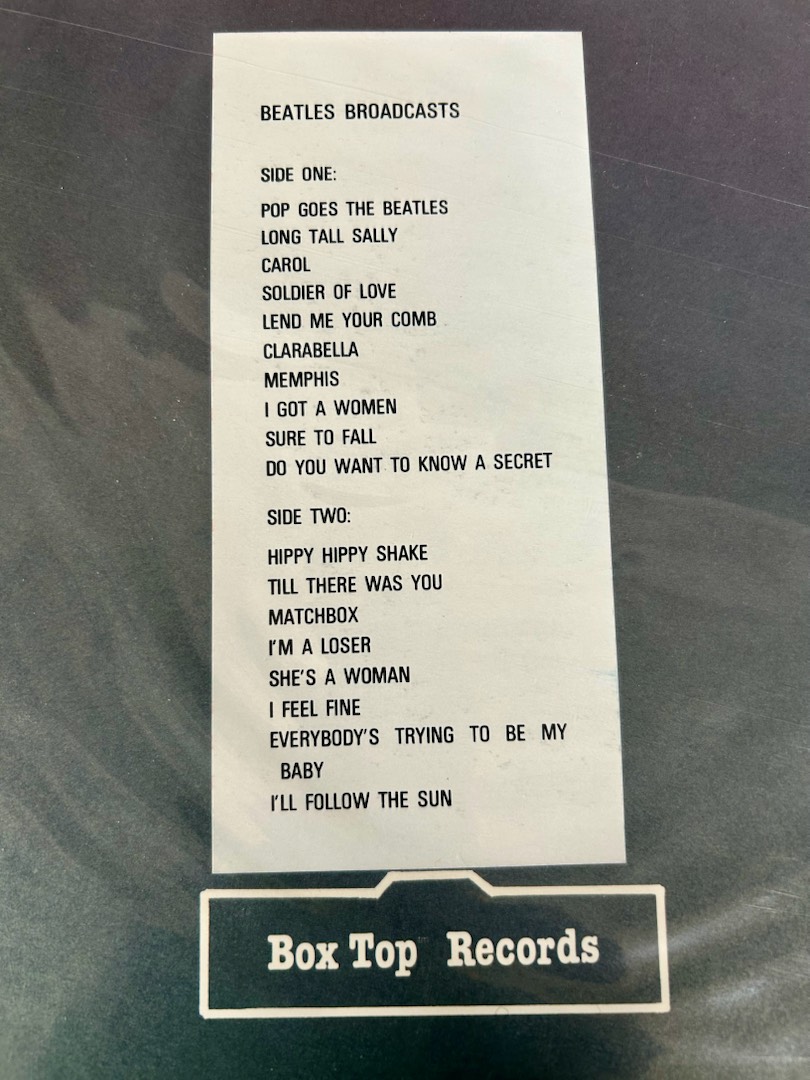 BEATLES BROADCASTS
SIDE ONE:
POP GOES THE BEATLES
LONG TALL SALLY
CAROL
SOLDIER OF LOVE
LEND ME YOUR COMB
CLARABELLA
MEMPHIS
I GOT A WOMEN
SURE TO FALL
DO YOU WANT TO KNOW A SECRET
SIDE TWO:
HIPPY HIPPY SHAKE
TILL THERE WAS YOU
MATCHBOX
I'M A LOSER
SHE'S A WOMAN
I FEEL FINE
EVERYBODY'S TRYING TO BE MY
BABY
I'LL FOLLOW THE SUN
Box Top Records